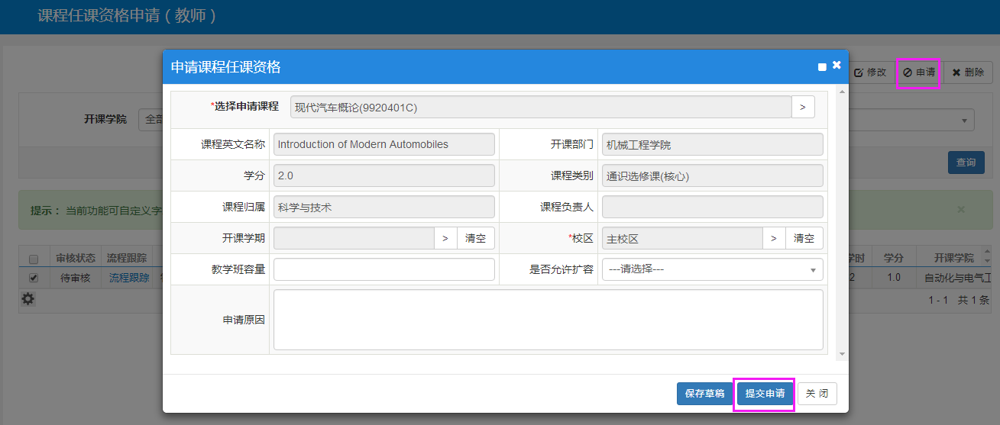 课程任课资格申请（教师）
申请课程任课资格
修改 申请 删除
*选择申请课程 现代汽车概论(9920401C) >
开课学院 全部
课程英文名称 Introduction of Modern Automobiles 开课部门 机械工程学院
查询
学分 2.0 课程类别 通识选修课(核心)
课程归属 科学与技术 课程负责人
提示： 当前功能可自定义字
开课学期 > 清空 *校区 主校区 > 清空
审核状态 流程跟踪 学时 学分 开课学院
教学班容量 是否允许扩容 ---请选择---
待审核 流程跟踪 2 1.0 自动化与电气工
1 - 1 共 1 条
申请原因
保存草稿 提交申请 关 闭